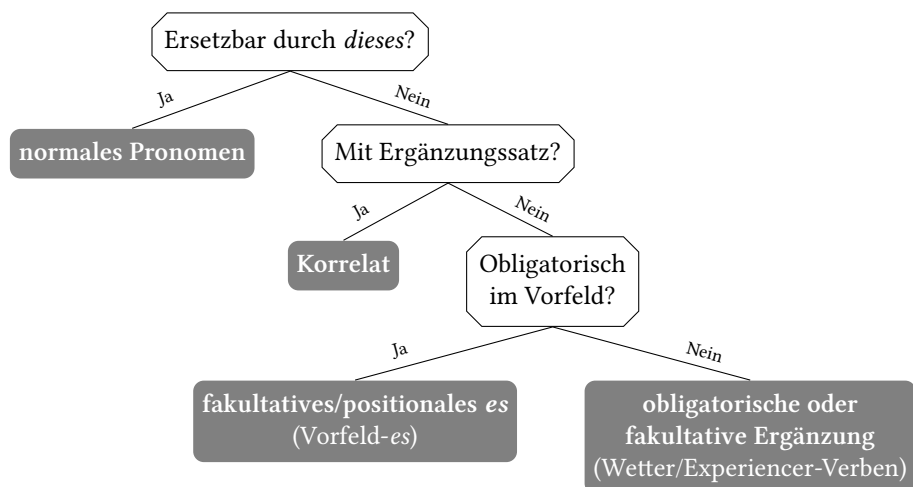 Ersetzbar durch dieses?
Ja
Nein
normales Pronomen
Mit Ergänzungssatz?
Ja
Nein
Korrelat
Obligatorisch
im Vorfeld?
Ja
Nein
fakultatives/positionales es
(Vorfeld-es)
obligatorische oder
fakultative Ergänzung
(Wetter/Experiencer-Verben)